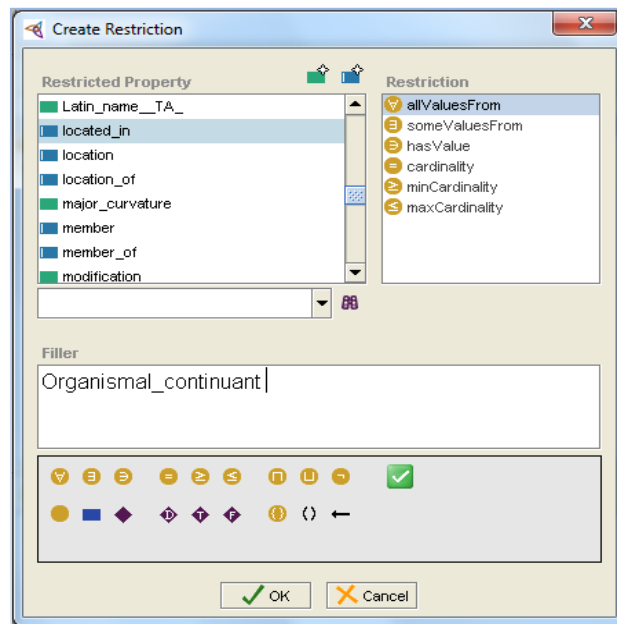 Create Restriction
Restricted Property
Restriction
Latin_name__TA_
located_in
location
location_of
major_curvature
member
member_of
modification
∀ allValuesFrom
∃ someValuesFrom
∋ hasValue
= cardinality
≥ minCardinality
≤ maxCardinality
Filler
Organismal_continuant
∀ ∃ ∋ = ≥ ≤ ⊓ ⊔ ¬
D T F {} ()
OK
Cancel